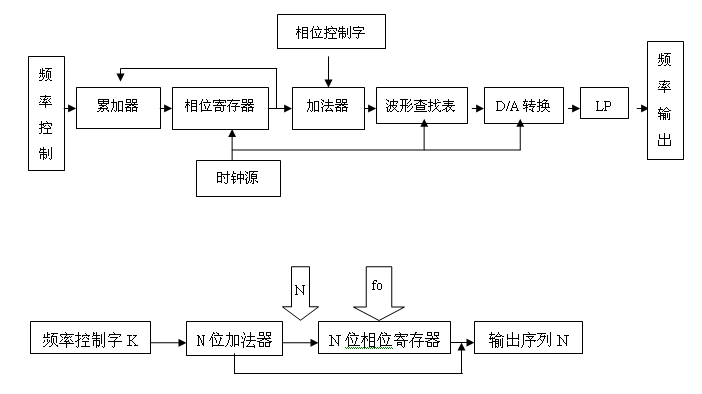 相位控制字
频率控制
累加器
相位寄存器
加法器
波形查找表
D/A 转换
LP
频率输出
时钟源
N
fo
频率控制字 K
N 位加法器
N 位相位寄存器
输出序列 N